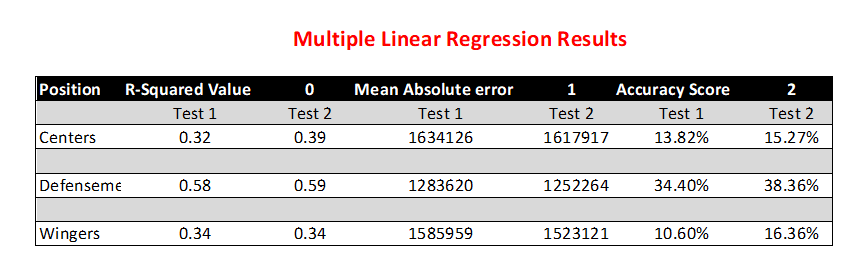 Multiple Linear Regression Results
Position R-Squared Value 0 Mean Absolute error 1 Accuracy Score 2
Test 1 Test 2 Test 1 Test 2 Test 1 Test 2
Centers 0.32 0.39 1634126 1617917 13.82% 15.27%
Defenseme 0.58 0.59 1283620 1252264 34.40% 38.36%
Wingers 0.34 0.34 1585959 1523121 10.60% 16.36%